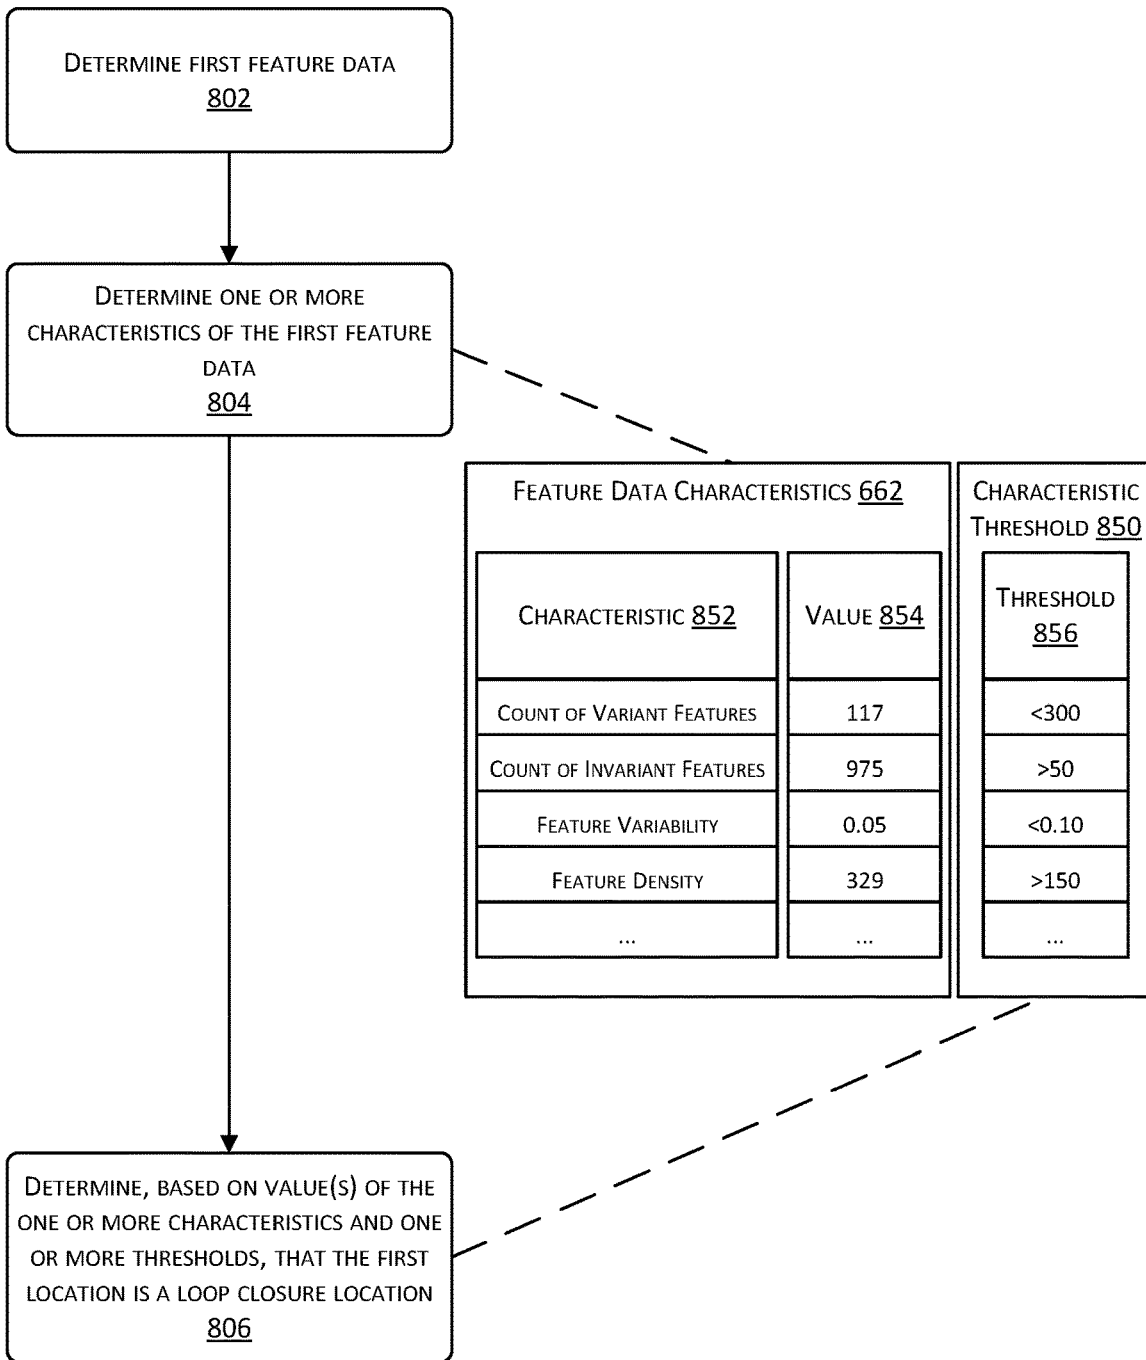 DETERMINE FIRST FEATURE DATA
802
DETERMINE ONE OR MORE
CHARACTERISTICS OF THE FIRST FEATURE
DATA
804
FEATURE DATA CHARACTERISTICS 662
CHARACTERISTIC
THRESHOLD 850
CHARACTERISTIC 852
VALUE 854
THRESHOLD
856
COUNT OF VARIANT FEATURES
117
<300
COUNT OF INVARIANT FEATURES
975
>50
FEATURE VARIABILITY
0.05
<0.10
FEATURE DENSITY
329
>150
...
...
...
DETERMINE, BASED ON VALUE(S) OF THE
ONE OR MORE CHARACTERISTICS AND ONE
OR MORE THRESHOLDS, THAT THE FIRST
LOCATION IS A LOOP CLOSURE LOCATION
806